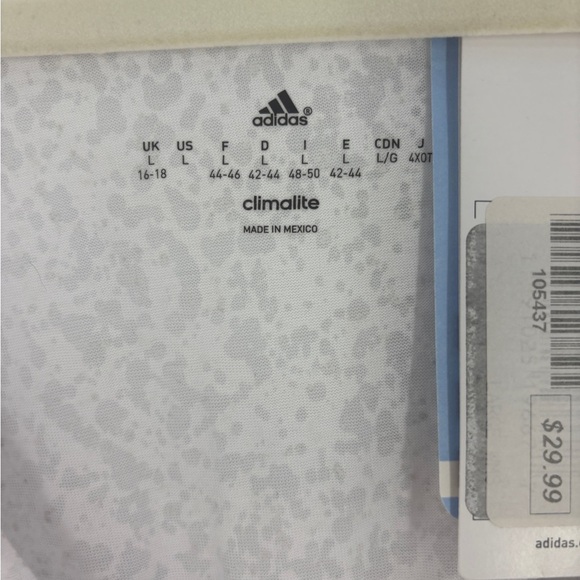 adidas®
UK US F D I E CDN J
L L L L L L L/G 4XOT
16-18 44-46 42-44 48-50 42-44
climalite
MADE IN MEXICO
105437
$29.99
adidas.